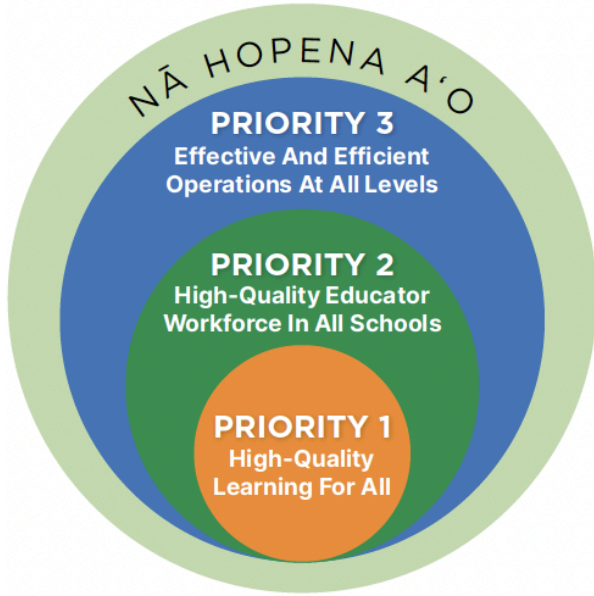 NĀ HOPENA AʻO
PRIORITY 3
Effective And Efficient
Operations At All Levels
PRIORITY 2
High-Quality Educator
Workforce In All Schools
PRIORITY 1
High-Quality
Learning For All